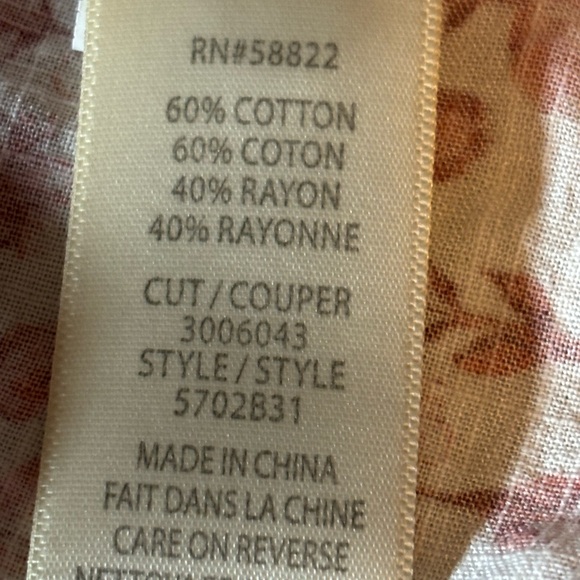 RN#58822
60% COTTON
60% COTON
40% RAYON
40% RAYONNE
CUT / COUPER
3006043
STYLE / STYLE
5702B31
MADE IN CHINA
FAIT DANS LA CHINE
CARE ON REVERSE